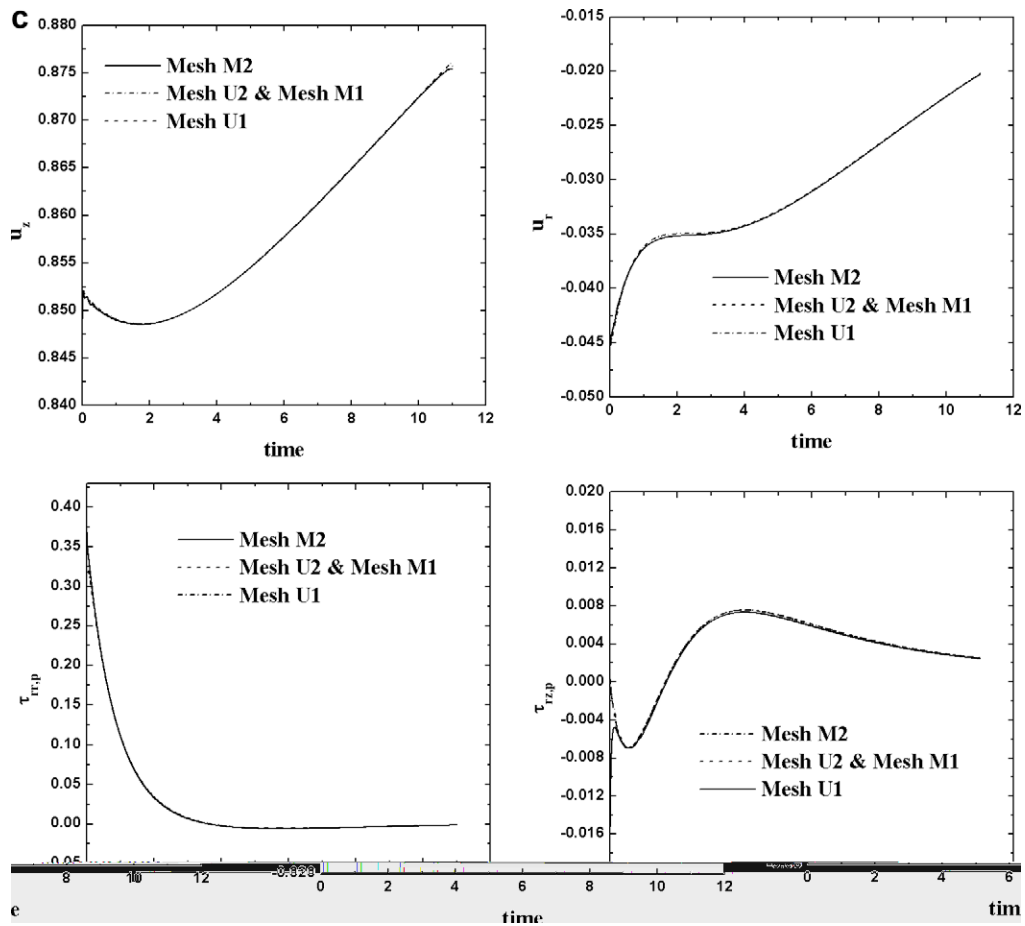 c
0.880
0.875
0.870
0.865
0.860
0.855
0.850
0.845
0.840
u_z
Mesh M2
Mesh U2 & Mesh M1
Mesh U1
0 2 4 6 8 10 12
time
-0.015
-0.020
-0.025
-0.030
-0.035
-0.040
-0.045
-0.050
u_r
Mesh M2
Mesh U2 & Mesh M1
Mesh U1
0 2 4 6 8 10 12
time
0.40
0.35
0.30
0.25
0.20
0.15
0.10
0.05
0.00
0.05
τ_rr,p
Mesh M2
Mesh U2 & Mesh M1
Mesh U1
0.020
0.016
0.012
0.008
0.004
0.000
-0.004
-0.008
-0.012
-0.016
τ_rz,p
Mesh M2
Mesh U2 & Mesh M1
Mesh U1
8 10 12 0 2 4 6 8 10 12 0 2 4 6
e time tim